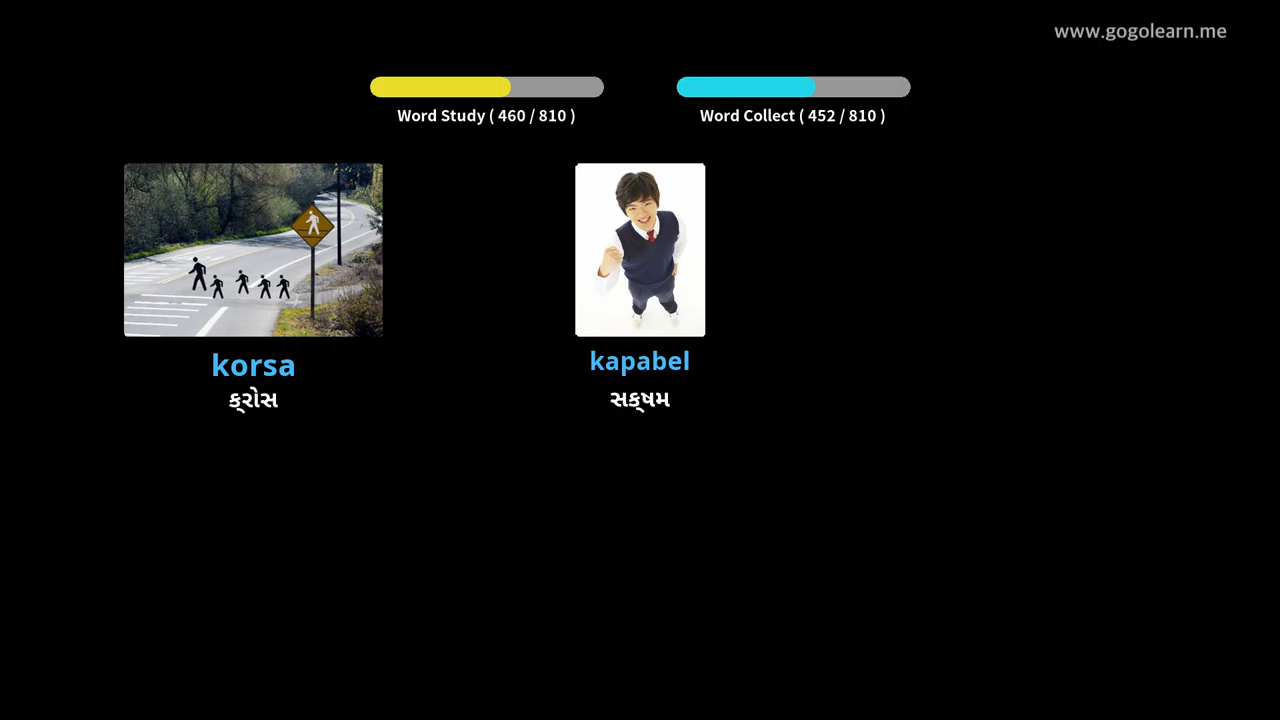 www.gogolearn.me
Word Study ( 460 / 810 )
Word Collect ( 452 / 810 )
korsa
ક્રોસ
kapabel
સક્ષમ